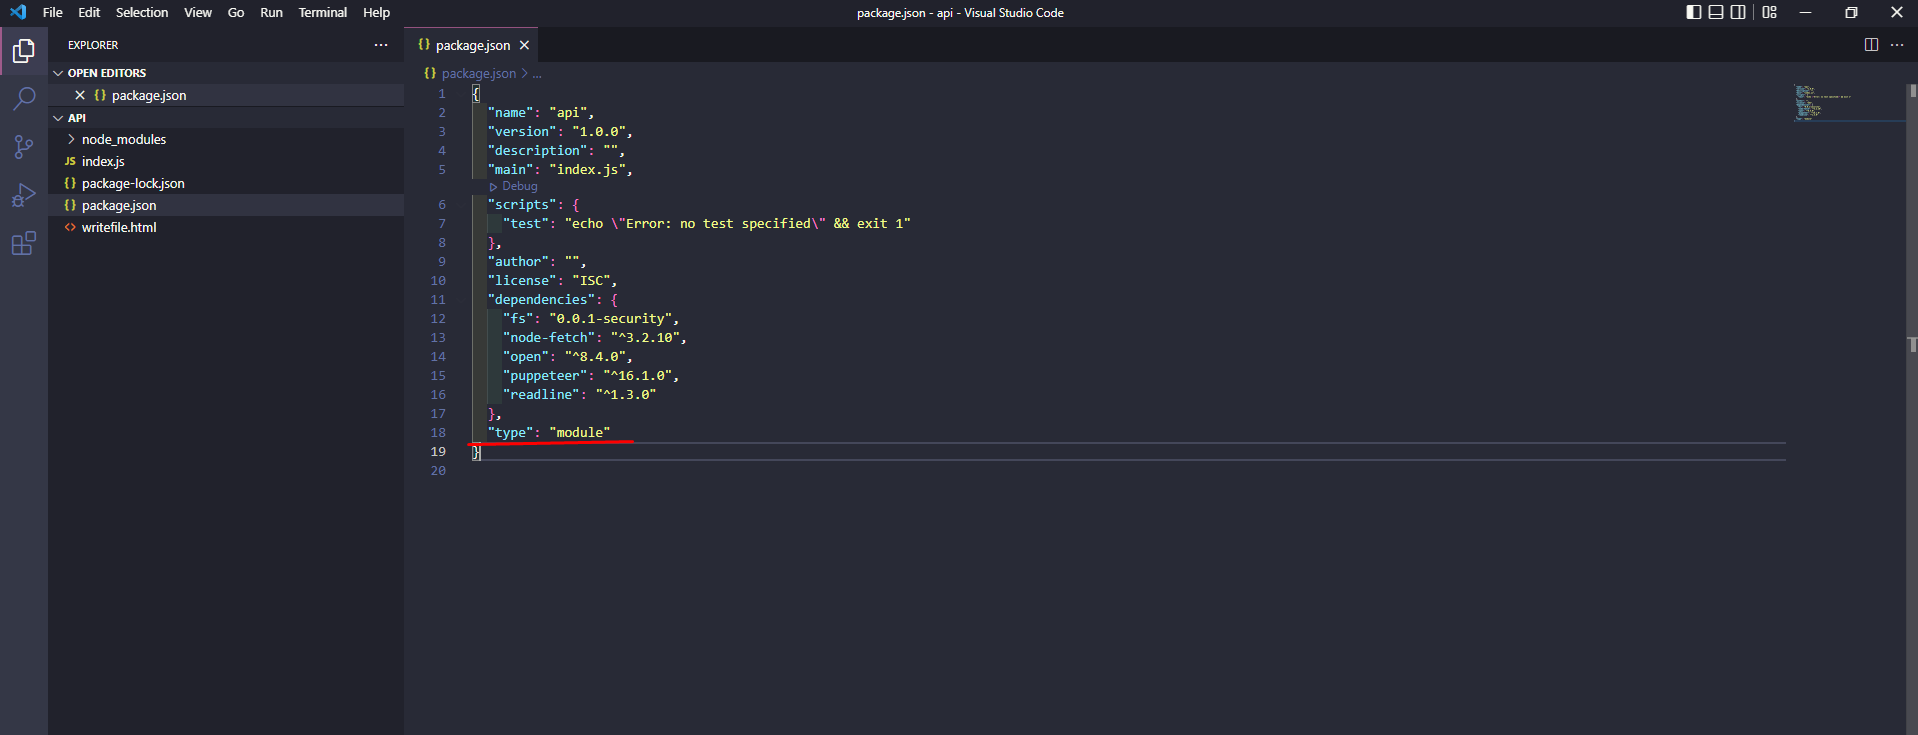 File Edit Selection View Go Run Terminal Help
package.json - api - Visual Studio Code
EXPLORER
OPEN EDITORS
{} package.json
API
node_modules
JS index.js
{} package-lock.json
{} package.json
<> writefile.html
{} package.json
{} package.json > ...
1 {
2 "name": "api",
3 "version": "1.0.0",
4 "description": "",
5 "main": "index.js",
Debug
6 "scripts": {
7 "test": "echo \"Error: no test specified\" && exit 1"
8 },
9 "author": "",
10 "license": "ISC",
11 "dependencies": {
12 "fs": "0.0.1-security",
13 "node-fetch": "^3.2.10",
14 "open": "^8.4.0",
15 "puppeteer": "^16.1.0",
16 "readline": "^1.3.0"
17 },
18 "type": "module"
19 }
20